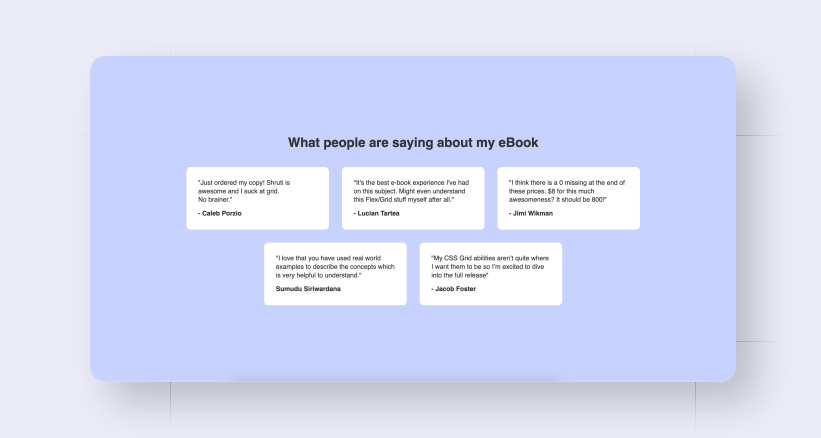 What people are saying about my eBook
"Just ordered my copy! Shruti is
awesome and I suck at grid.
No brainer."
- Caleb Porzio
"It's the best e-book experience I've had
on this subject. Might even understand
this Flex/Grid stuff myself after all."
- Lucian Tartea
"I think there is a 0 missing at the end of
these prices. $8 for this much
awesomeness? It should be 800!"
- Jimi Wikman
"I love that you have used real world
examples to describe the concepts which
is very helpful to understand."
Sumudu Siriwardana
"My CSS Grid abilities aren't quite where
I want them to be so I'm excited to dive
into the full release"
- Jacob Foster